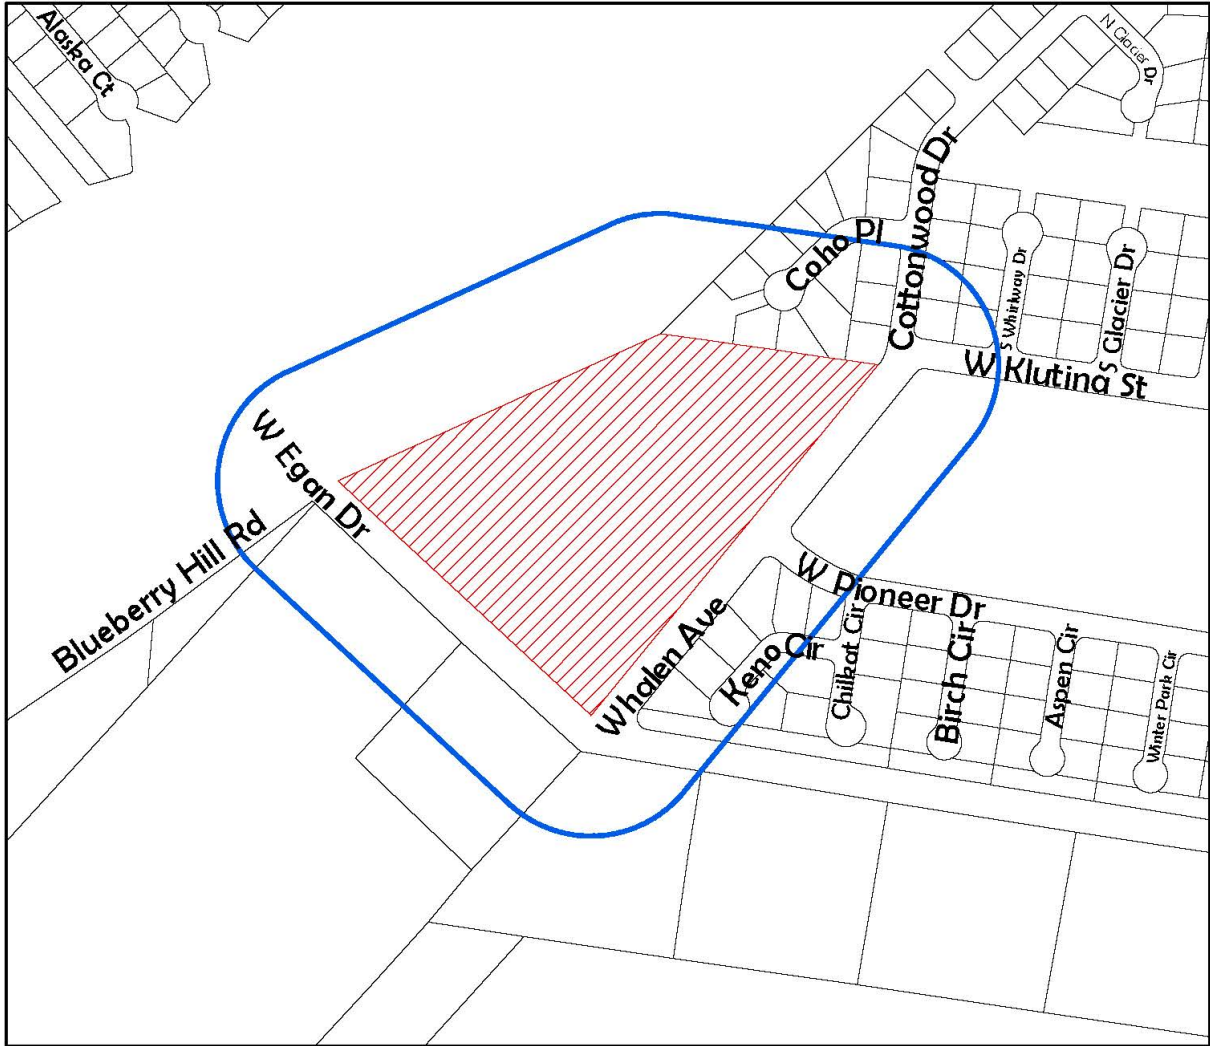 Alaska Ct
N Glacier Dr
Cottonwood Dr
Coho Pl
S Whirlway Dr
S Glacier Dr
W Klutina St
W Egan Dr
Blueberry Hill Rd
W Pioneer Dr
Whalen Ave
Keno Cir
Chilkat Cir
Birch Cir
Aspen Cir
Winter Park Cir